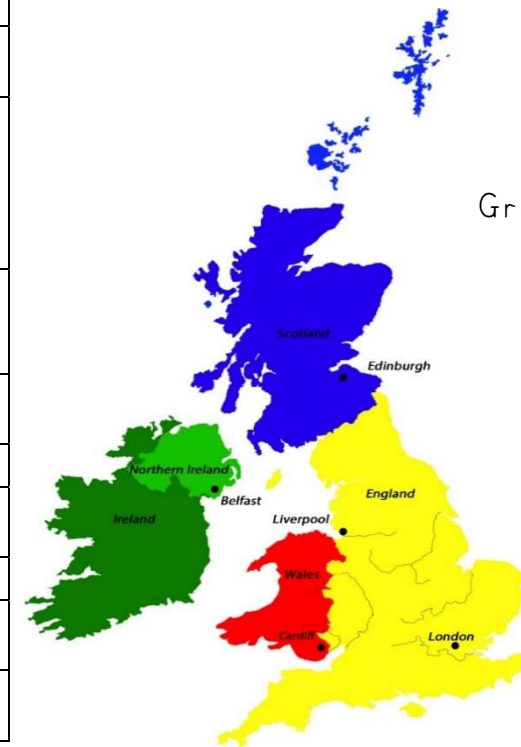 Gr
Scotland
Edinburgh
Northern Ireland
Belfast
England
Ireland
Liverpool
Wales
Cardiff
London